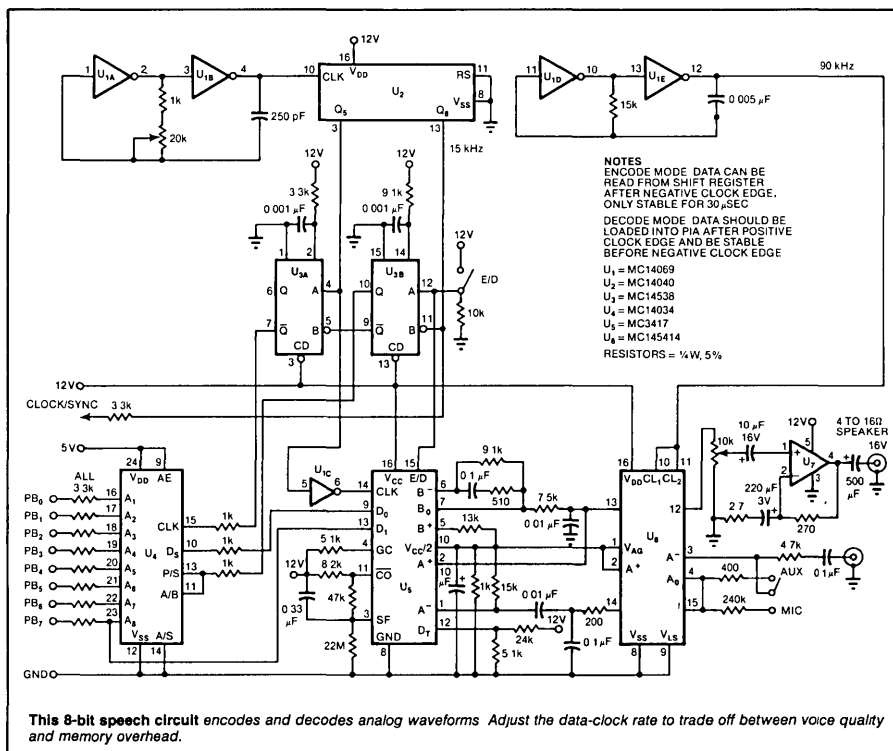 12V
16
V_DD
1
U1A
2
3
U1B
4
10
CLK
U2
RS
11
V_SS
8
Q5
Q8
3
13
1k
20k
250 pF
15 kHz
11
U1D
10
13
U1E
12
90 kHz
15k
0 005 μF
12V
3 3k
0 001 μF
12V
9 1k
0 001 μF
1
2
U3A
6
Q
A
4
7
Q̅
B
5
CD
3
15
14
U3B
10
Q
A
12
9
Q̅
B
11
CD
13
12V
E/D
10k
NOTES
ENCODE MODE DATA CAN BE
READ FROM SHIFT REGISTER
AFTER NEGATIVE CLOCK EDGE,
ONLY STABLE FOR 30 μSEC
DECODE MODE DATA SHOULD BE
LOADED INTO PIA AFTER POSITIVE
CLOCK EDGE AND BE STABLE
BEFORE NEGATIVE CLOCK EDGE
U1 = MC14069
U2 = MC14040
U3 = MC14538
U4 = MC14034
U5 = MC3417
U6 = MC145414
RESISTORS = ¼W, 5%
12V
CLOCK/SYNC
3 3k
5V
24
9
V_DD
AE
ALL
3 3k
PB0
16
A1
PB1
17
A2
PB2
18
A3
PB3
19
A4
PB4
20
A5
PB5
21
A6
PB6
22
A7
PB7
23
A8
U4
CLK
15
1k
DS
10
1k
P/S
13
1k
A/B
11
V_SS
A/S
12
14
GND
5
U1C
6
16
15
V_CC
E/D
14
CLK
9
D0
13
D1
4
GC
11
C̅O̅
3
SF
GND
8
U5
B−
6
B0
7
B+
5
V_CC/2
10
A+
2
A−
1
DT
12
5 1k
12V
8 2k
47k
0 33
μF
22M
9 1k
0 1 μF
510
7 5k
13k
0 01 μF
10
μF
1k
15k
0 01 μF
12V
24k
5 1k
0 1 μF
200
16
10
11
V_DD
CL1
CL2
13
12
1
V_AG
2
A+
U6
A−
3
A0
4
14
I
15
V_SS
V_LS
8
9
10k
10 μF
16V
12V
1
5
U7
4
2
3
4 TO 16Ω
SPEAKER
16V
500
μF
220 μF
3V
2 7
270
4 7k
0 1 μF
400
AUX
240k
MIC
This 8-bit speech circuit encodes and decodes analog waveforms Adjust the data-clock rate to trade off between voice quality
and memory overhead.